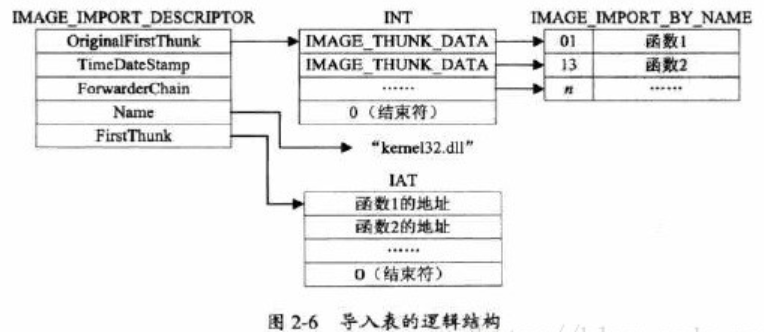 IMAGE_IMPORT_DESCRIPTOR
OriginalFirstThunk
TimeDateStamp
ForwarderChain
Name
FirstThunk
INT
IMAGE_THUNK_DATA
IMAGE_THUNK_DATA
……
0（结束符）
IMAGE_IMPORT_BY_NAME
01 函数1
13 函数2
n ……
“kernel32.dll”
IAT
函数1的地址
函数2的地址
……
0（结束符）
图 2-6 导入表的逻辑结构